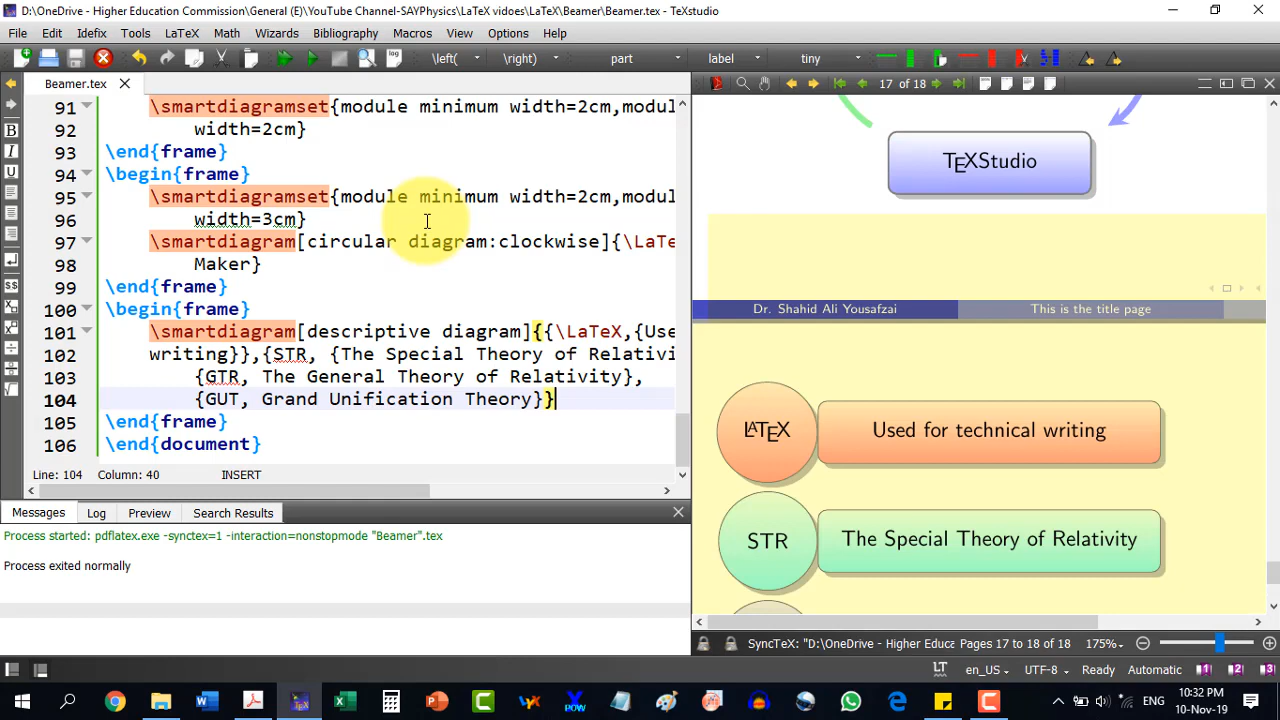 D:\OneDrive - Higher Education Commission\General (E)\YouTube Channel-SAYPhysics\LaTeX vidoes\LaTeX\Beamer\Beamer.tex - TeXstudio
File Edit Idefix Tools LaTeX Math Wizards Bibliography Macros View Options Help
\left( \right) part label tiny
Beamer.tex
17 of 18
91 \smartdiagramset{module minimum width=2cm,modul
92 width=2cm}
93 \end{frame}
94 \begin{frame}
95 \smartdiagramset{module minimum width=2cm,modul
96 width=3cm}
97 \smartdiagram[circular diagram:clockwise]{\LaTe
98 Maker}
99 \end{frame}
100 \begin{frame}
101 \smartdiagram[descriptive diagram]{{\LaTeX,{Use
102 writing}},{STR, {The Special Theory of Relativi
103 {GTR, The General Theory of Relativity},
104 {GUT, Grand Unification Theory}}
105 \end{frame}
106 \end{document}
Line: 104 Column: 40 INSERT
Messages Log Preview Search Results
Process started: pdflatex.exe -synctex=1 -interaction=nonstopmode "Beamer".tex
Process exited normally
TEXStudio
Dr. Shahid Ali Yousafzai This is the title page
LATEX Used for technical writing
STR The Special Theory of Relativity
SyncTeX: "D:\OneDrive - Higher Educa Pages 17 to 18 of 18 175%
LT en_US UTF-8 Ready Automatic 1 2 3
ENG
10:32 PM
10-Nov-19